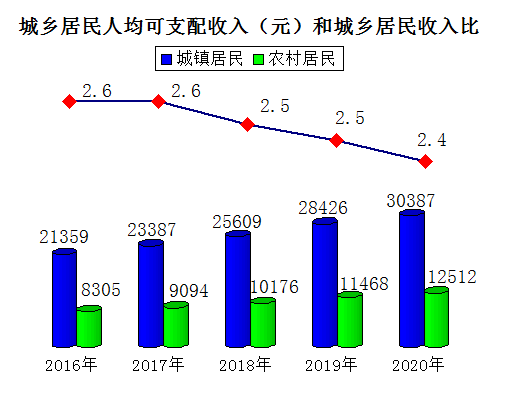 城乡居民人均可支配收入（元）和城乡居民收入比
城镇居民 农村居民
2.6 2.6 2.5 2.5 2.4
21359 23387 25609 28426 30387
8305 9094 10176 11468 12512
2016年 2017年 2018年 2019年 2020年